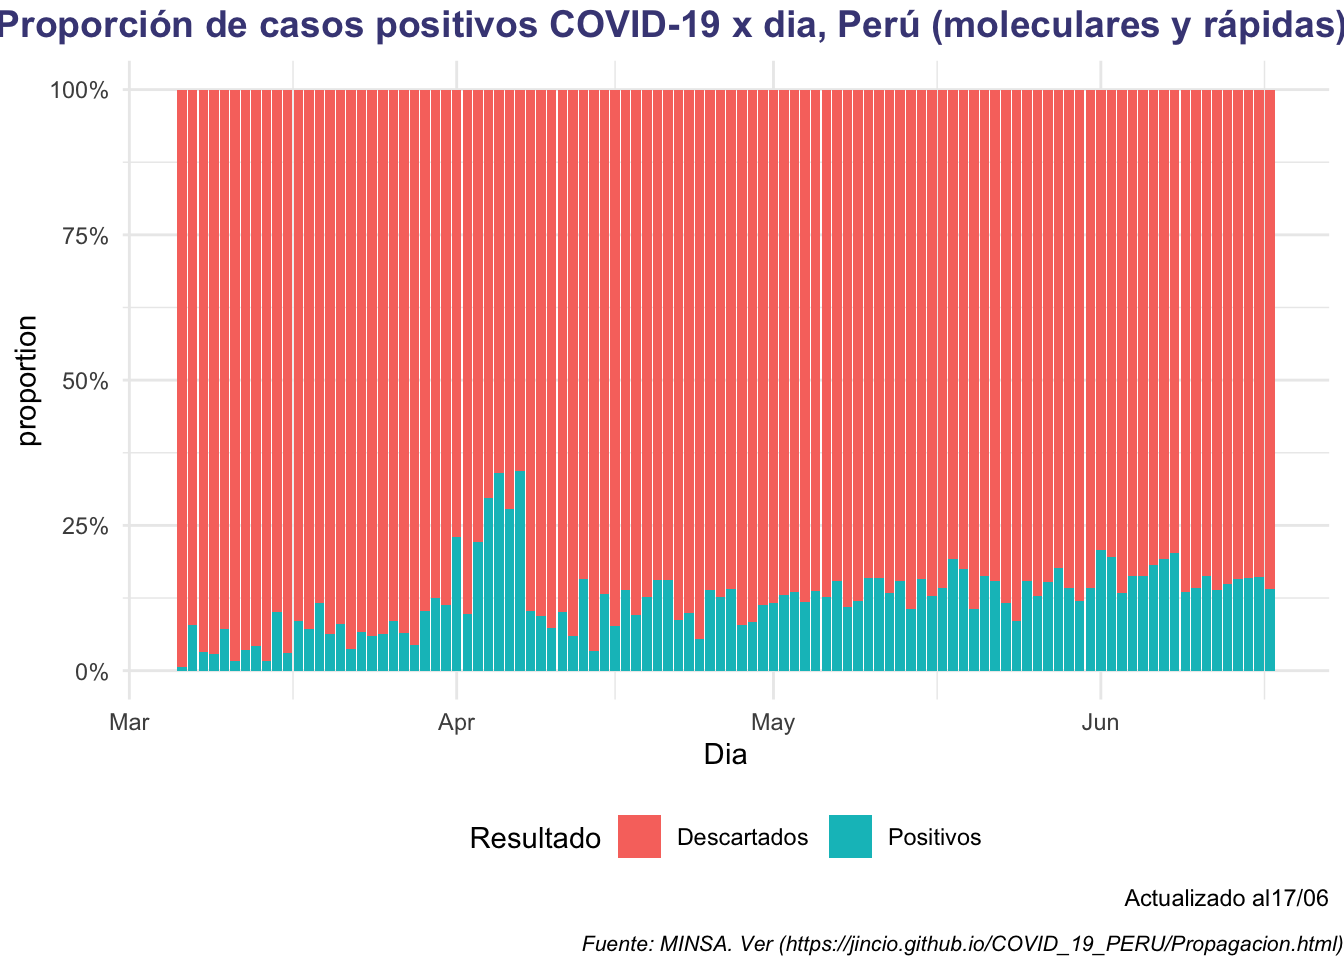 Proporción de casos positivos COVID-19 x dia, Perú (moleculares y rápidas)
100%
75%
50%
25%
0%
proportion
Mar Apr May Jun
Dia
Resultado Descartados Positivos
Actualizado al17/06
Fuente: MINSA. Ver (https://jincio.github.io/COVID_19_PERU/Propagacion.html)